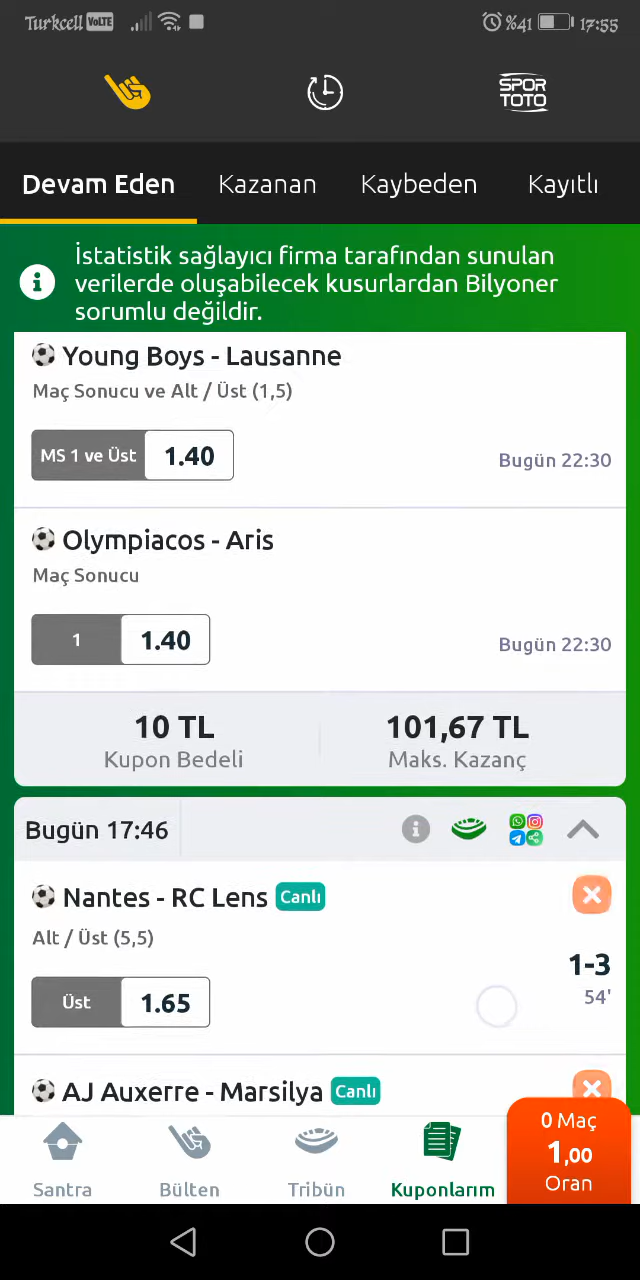 Turkcell VoLTE %41 17:55
SPOR
TOTO
Devam Eden Kazanan Kaybeden Kayıtlı
İstatistik sağlayıcı firma tarafından sunulan
verilerde oluşabilecek kusurlardan Bilyoner
sorumlu değildir.
Young Boys - Lausanne
Maç Sonucu ve Alt / Üst (1,5)
MS 1 ve Üst 1.40 Bugün 22:30
Olympiacos - Aris
Maç Sonucu
1 1.40 Bugün 22:30
10 TL 101,67 TL
Kupon Bedeli Maks. Kazanç
Bugün 17:46
Nantes - RC Lens Canlı
Alt / Üst (5,5)
1-3
Üst 1.65 54'
AJ Auxerre - Marsilya Canlı
0 Maç
1,00
Oran
Santra Bülten Tribün Kuponlarım